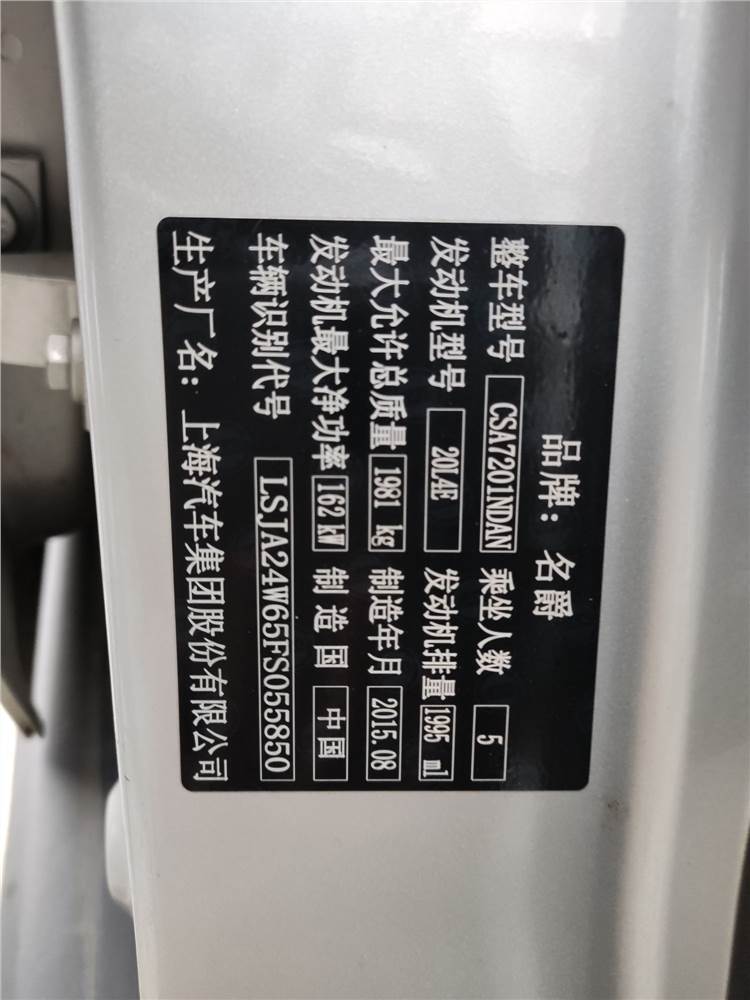 品牌：名爵
整车型号 CSA7201NDAN 乘坐人数 5
发动机型号 20L4E 发动机排量 1995 ml
最大允许总质量 1981 kg 制造年月 2015.08
发动机最大净功率 162 kW 制造国 中国
车辆识别代号 LSJA24W65FS055850
生产厂名：上海汽车集团股份有限公司